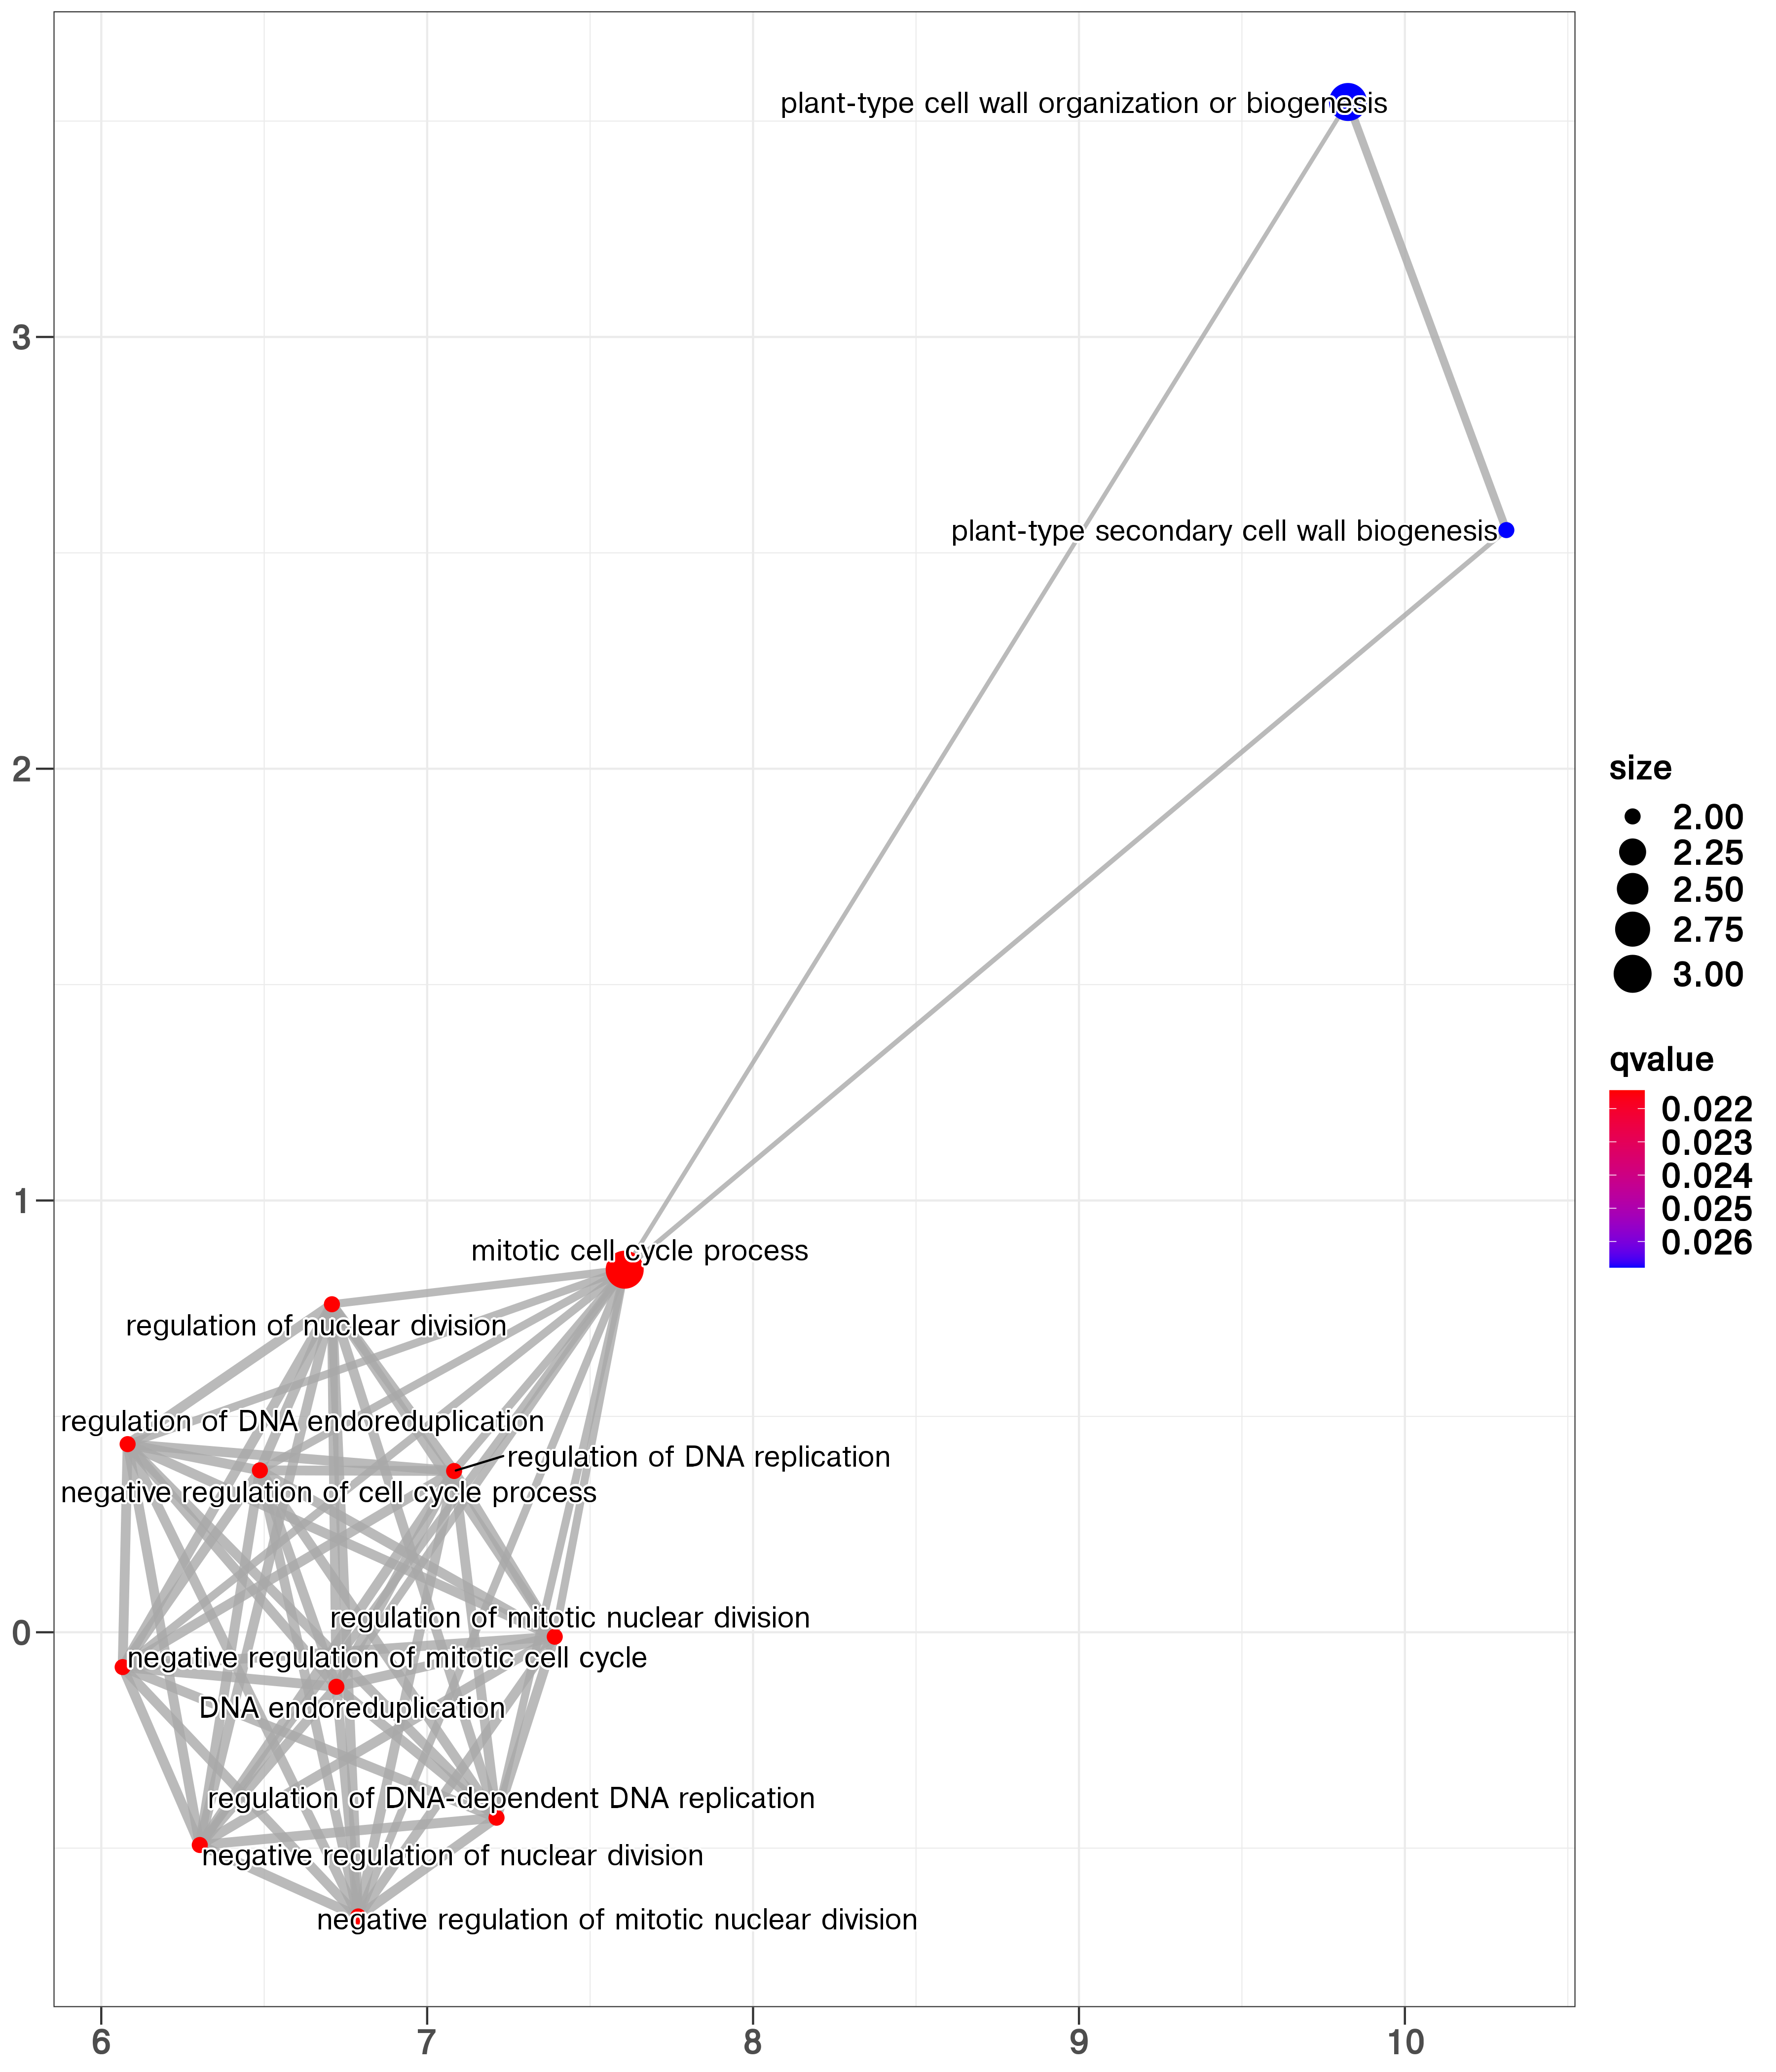 plant-type cell wall organization or biogenesis
3
plant-type secondary cell wall biogenesis
2
size
2.00
2.25
2.50
2.75
3.00
qvalue
0.022
0.023
0.024
0.025
0.026
1
mitotic cell cycle process
regulation of nuclear division
regulation of DNA endoreduplication
regulation of DNA replication
negative regulation of cell cycle process
regulation of mitotic nuclear division
0
negative regulation of mitotic cell cycle
DNA endoreduplication
regulation of DNA-dependent DNA replication
negative regulation of nuclear division
negative regulation of mitotic nuclear division
6 7 8 9 10